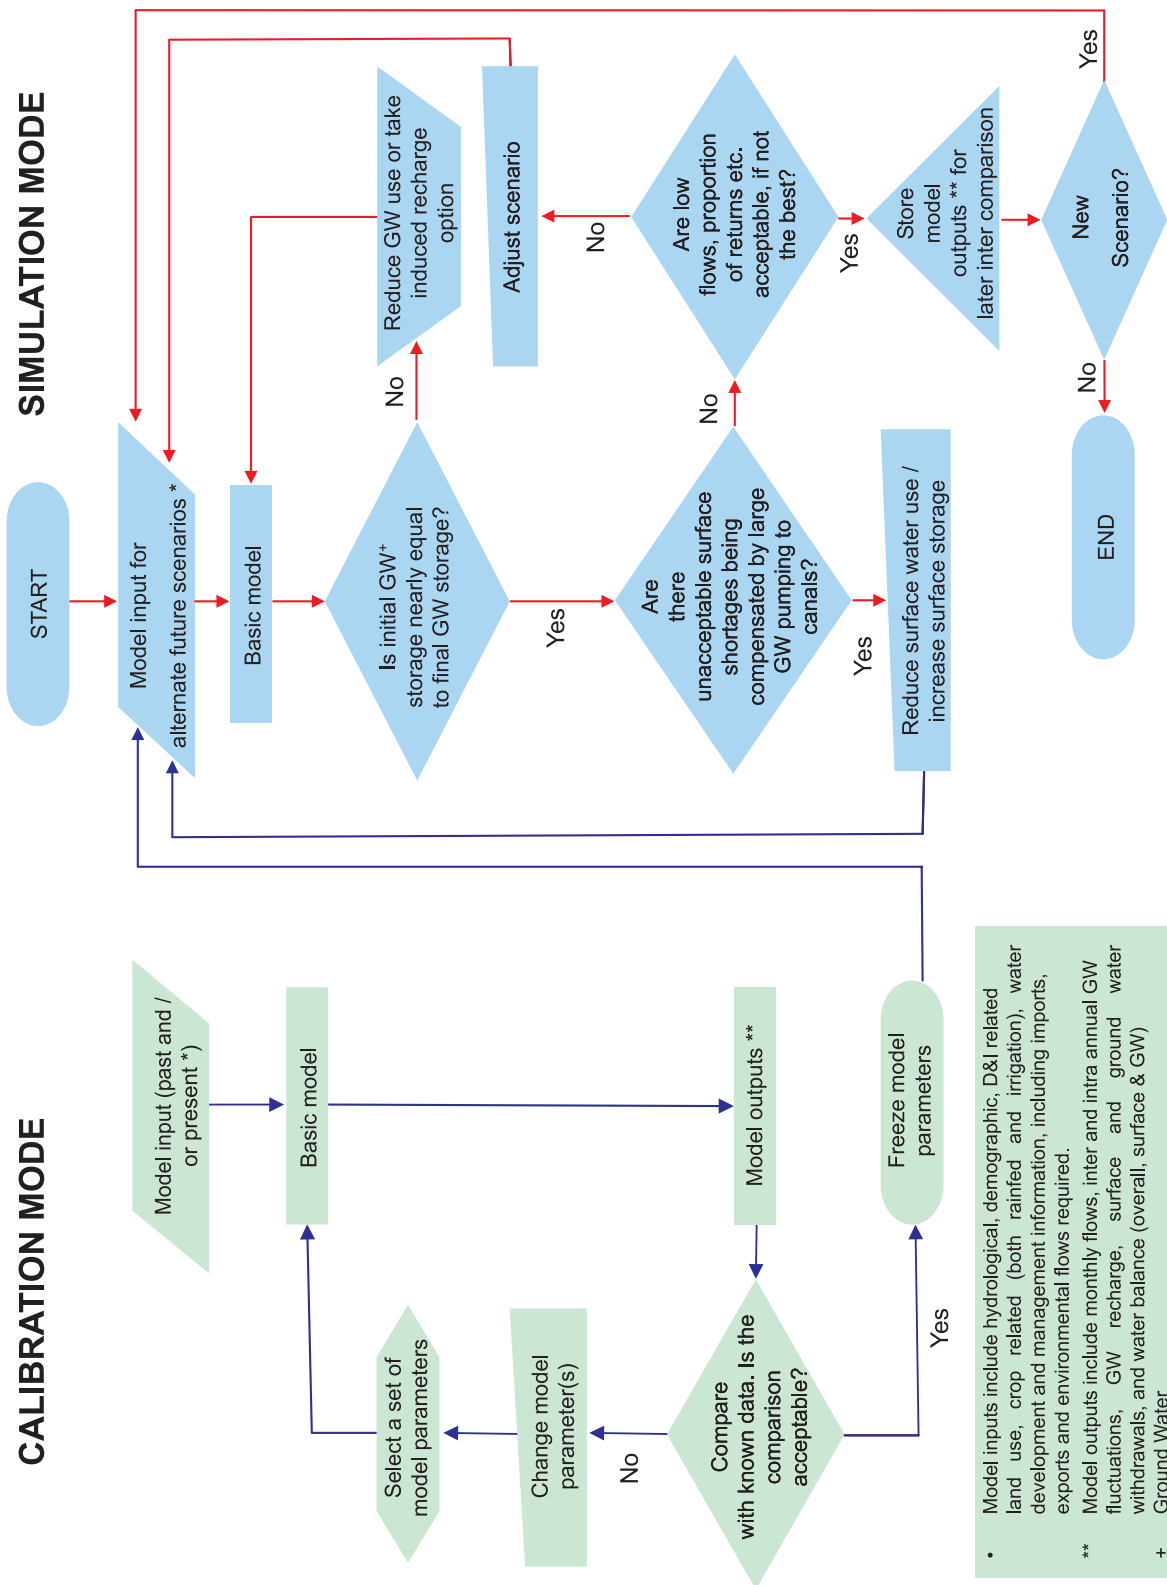 CALIBRATION MODE
Model input (past and /
or present *)
Basic model
Select a set of
model parameters
Change model
parameter(s)
Model outputs **
Compare
with known data. Is the
comparison
acceptable?
No
Yes
Freeze model
parameters
• Model inputs include hydrological, demographic, D&I related
land use, crop related (both rainfed and irrigation), water
development and management information, including imports,
exports and environmental flows required.
** Model outputs include monthly flows, inter and intra annual GW
fluctuations, GW recharge, surface and ground water
withdrawals, and water balance (overall, surface & GW)
+ Ground Water
SIMULATION MODE
START
Model input for
alternate future scenarios *
Basic model
Is initial GW+
storage nearly equal
to final GW storage?
No
Reduce GW use or take
induced recharge
option
Yes
Are
there
unacceptable surface
shortages being
compensated by large
GW pumping to
canals?
Yes
Reduce surface water use /
increase surface storage
No
Are low
flows, proportion
of returns etc.
acceptable, if not
the best?
No
Adjust scenario
Yes
Store
model
outputs ** for
later inter comparison
New
Scenario?
Yes
No
END